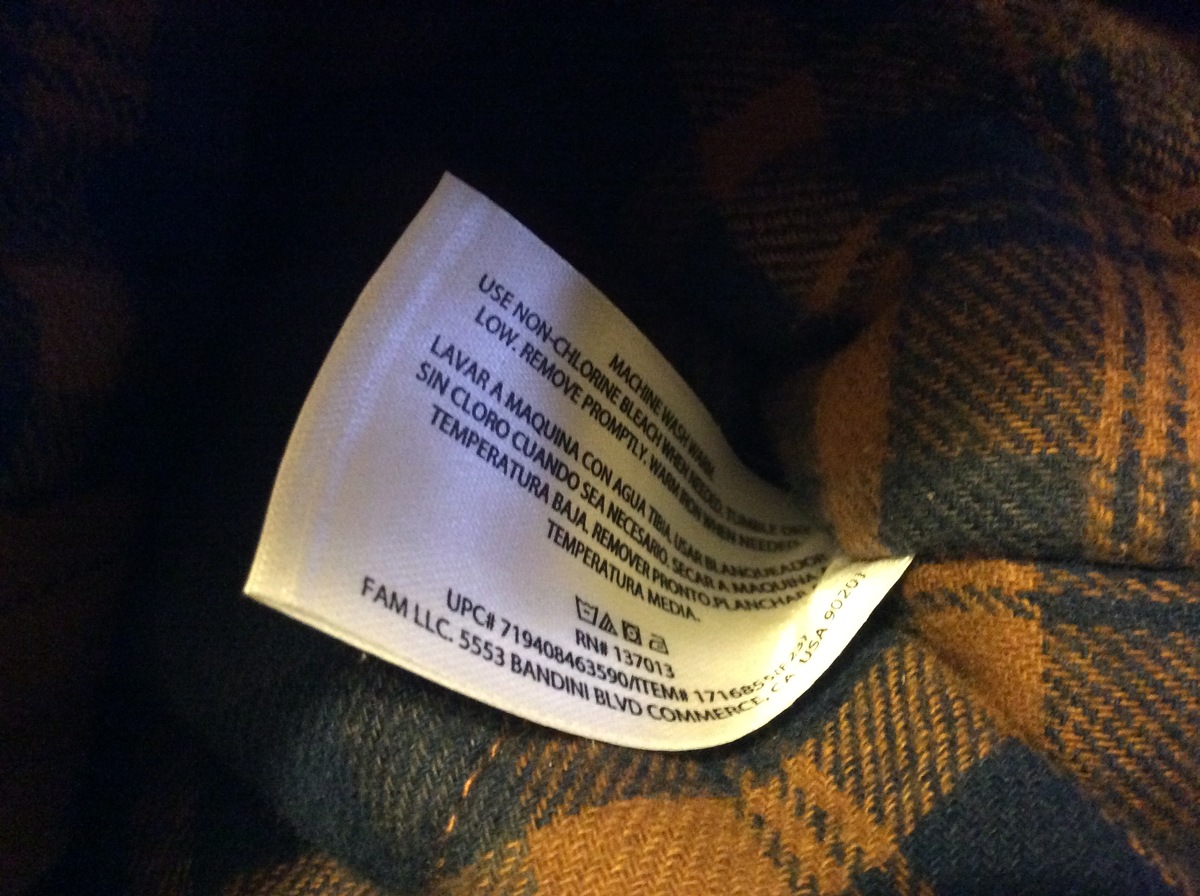 MACHINE WASH WARM.
USE NON-CHLORINE BLEACH WHEN NEEDED. TUMBLE DRY
LOW. REMOVE PROMPTLY. WARM IRON WHEN NEEDED.
LAVAR A MAQUINA CON AGUA TIBIA. USAR BLANQUEADOR
SIN CLORO CUANDO SEA NECESARIO. SECAR A MAQUINA
TEMPERATURA BAJA. REMOVER PRONTO.PLANCHAR
TEMPERATURA MEDIA.
RN# 137013
UPC# 719408463590/ITEM#
FAM LLC. 5553 BANDINI BLVD COMMERCE, CA USA 90201